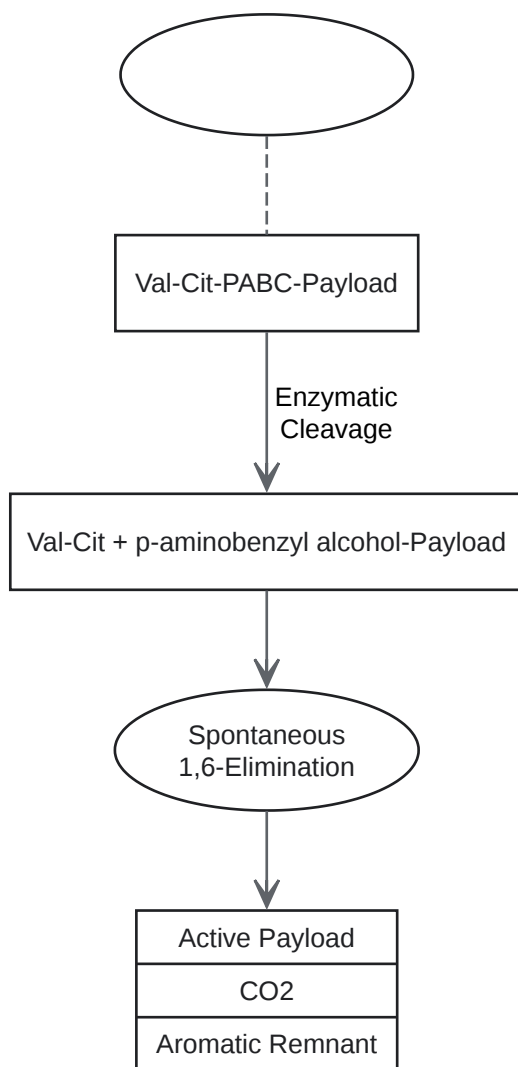 Val-Cit-PABC-Payload
Enzymatic
Cleavage
Val-Cit + p-aminobenzyl alcohol-Payload
Spontaneous
1,6-Elimination
Active Payload
CO2
Aromatic Remnant